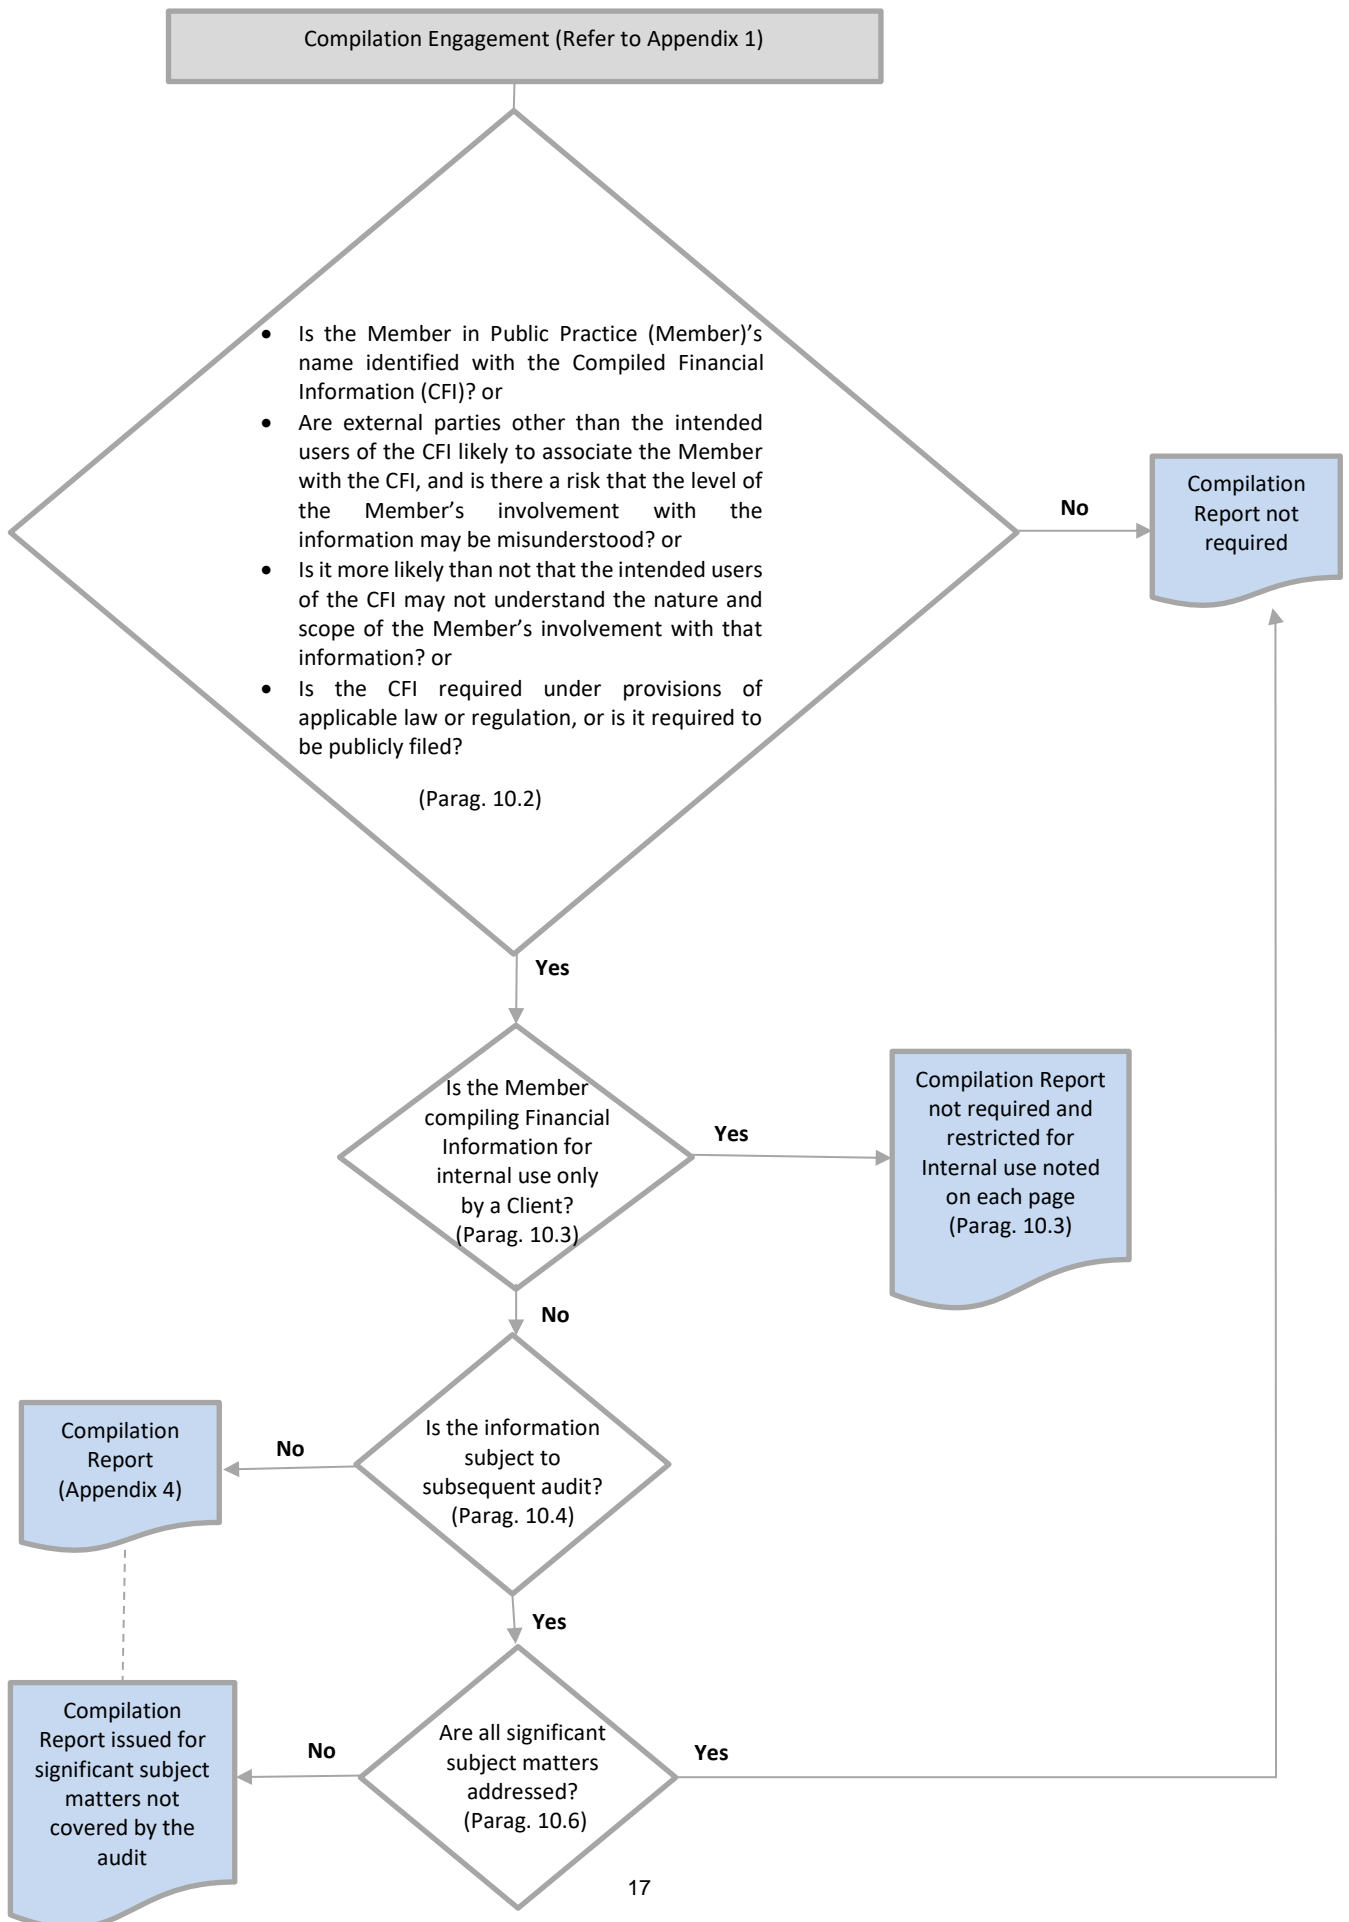 Compilation Engagement (Refer to Appendix 1)
• Is the Member in Public Practice (Member)’s
name identified with the Compiled Financial
Information (CFI)? or
• Are external parties other than the intended
users of the CFI likely to associate the Member
with the CFI, and is there a risk that the level of
the Member’s involvement with the
information may be misunderstood? or
• Is it more likely than not that the intended users
of the CFI may not understand the nature and
scope of the Member’s involvement with that
information? or
• Is the CFI required under provisions of
applicable law or regulation, or is it required to
be publicly filed?
(Parag. 10.2)
No
Compilation
Report not
required
Yes
Is the Member
compiling Financial
Information for
internal use only
by a Client?
(Parag. 10.3)
Yes
Compilation Report
not required and
restricted for
Internal use noted
on each page
(Parag. 10.3)
No
Is the information
subject to
subsequent audit?
(Parag. 10.4)
No
Compilation
Report
(Appendix 4)
Yes
Are all significant
subject matters
addressed?
(Parag. 10.6)
No
Compilation
Report issued for
significant subject
matters not
covered by the
audit
Yes
17